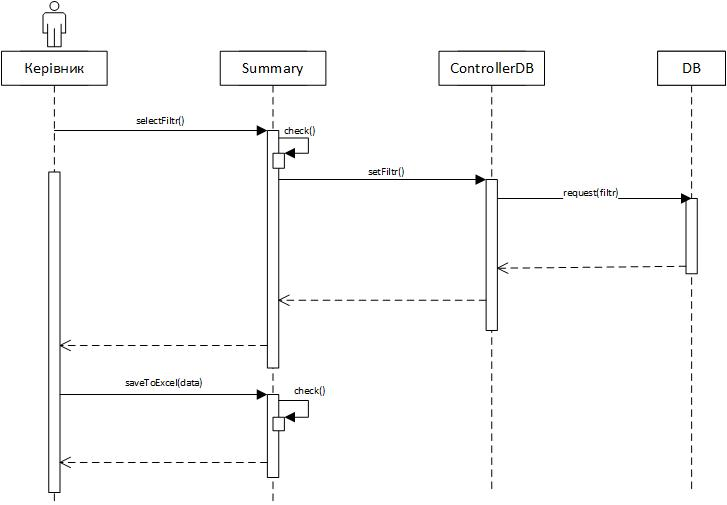 Керівник
Summary
ControllerDB
DB
selectFiltr()
check()
setFiltr()
request(filtr)
saveToExcel(data)
check()